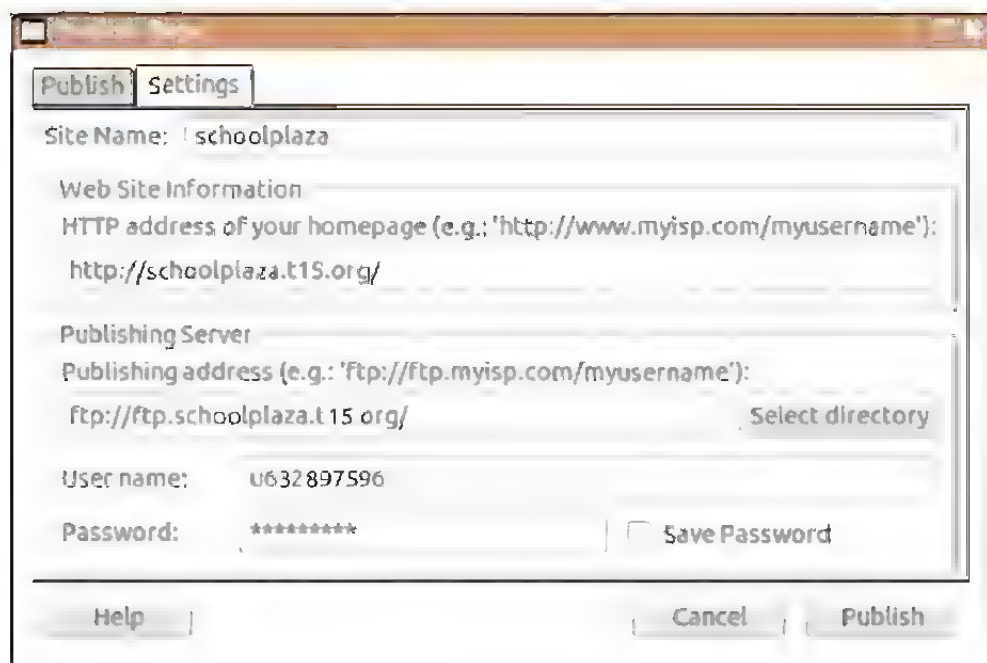 Publish Settings
Site Name: schoolplaza
Web Site Information
HTTP address of your homepage (e.g.: 'http://www.myisp.com/myusername'):
http://schoolplaza.t15.org/
Publishing Server
Publishing address (e.g.: 'ftp://ftp.myisp.com/myusername'):
ftp://ftp.schoolplaza.t15.org/ Select directory
User name: u632897596
Password: ********* Save Password
Help Cancel Publish